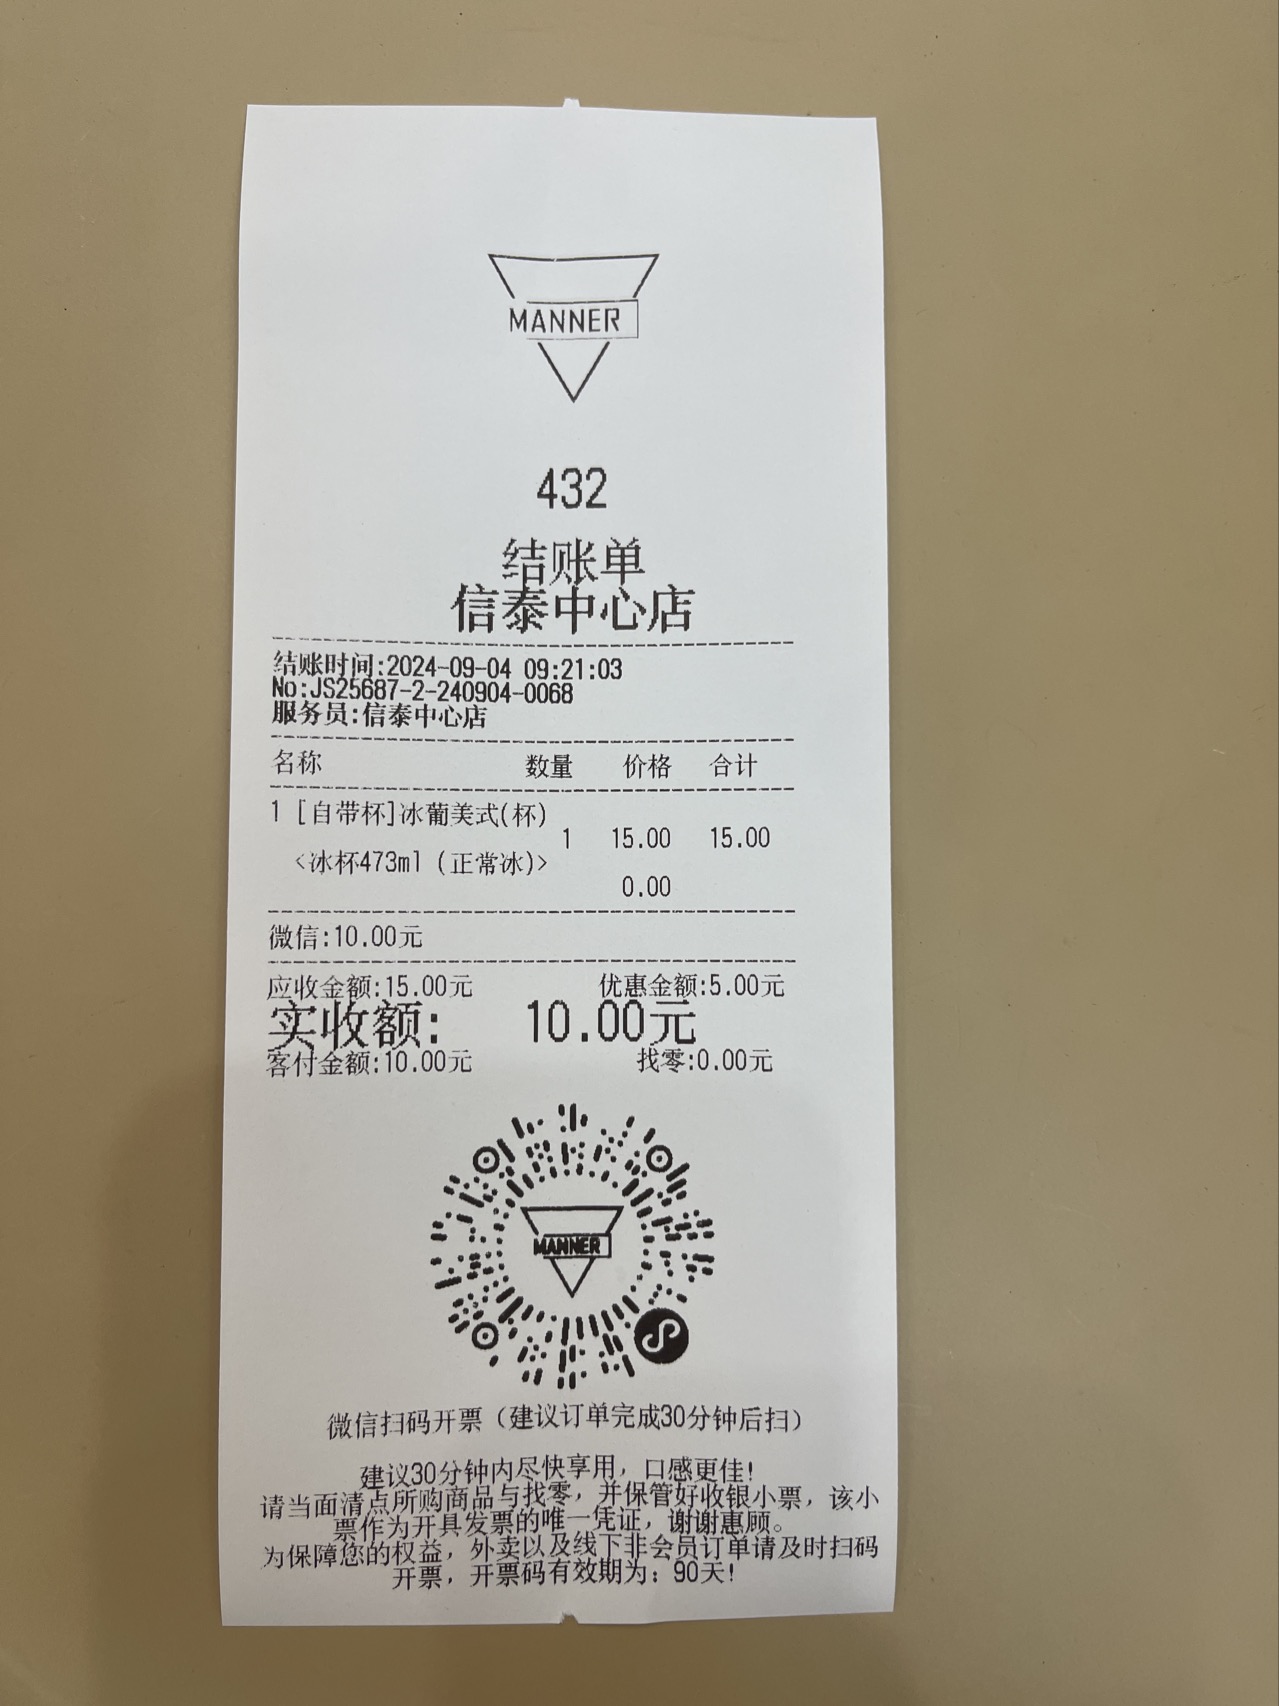 MANNER
432
结账单
信泰中心店
结账时间:2024-09-04 09:21:03
No:JS25687-2-240904-0068
服务员:信泰中心店
名称 数量 价格 合计
1 [自带杯]冰葡美式(杯)
1 15.00 15.00
<冰杯473ml (正常冰)>
0.00
微信:10.00元
应收金额:15.00元 优惠金额:5.00元
实收额: 10.00元
客付金额:10.00元 找零:0.00元
MANNER
微信扫码开票（建议订单完成30分钟后扫）
建议30分钟内尽快享用，口感更佳!
请当面清点所购商品与找零，并保管好收银小票，该小
票作为开具发票的唯一凭证，谢谢惠顾。
为保障您的权益，外卖以及线下非会员订单请及时扫码
开票，开票码有效期为：90天!